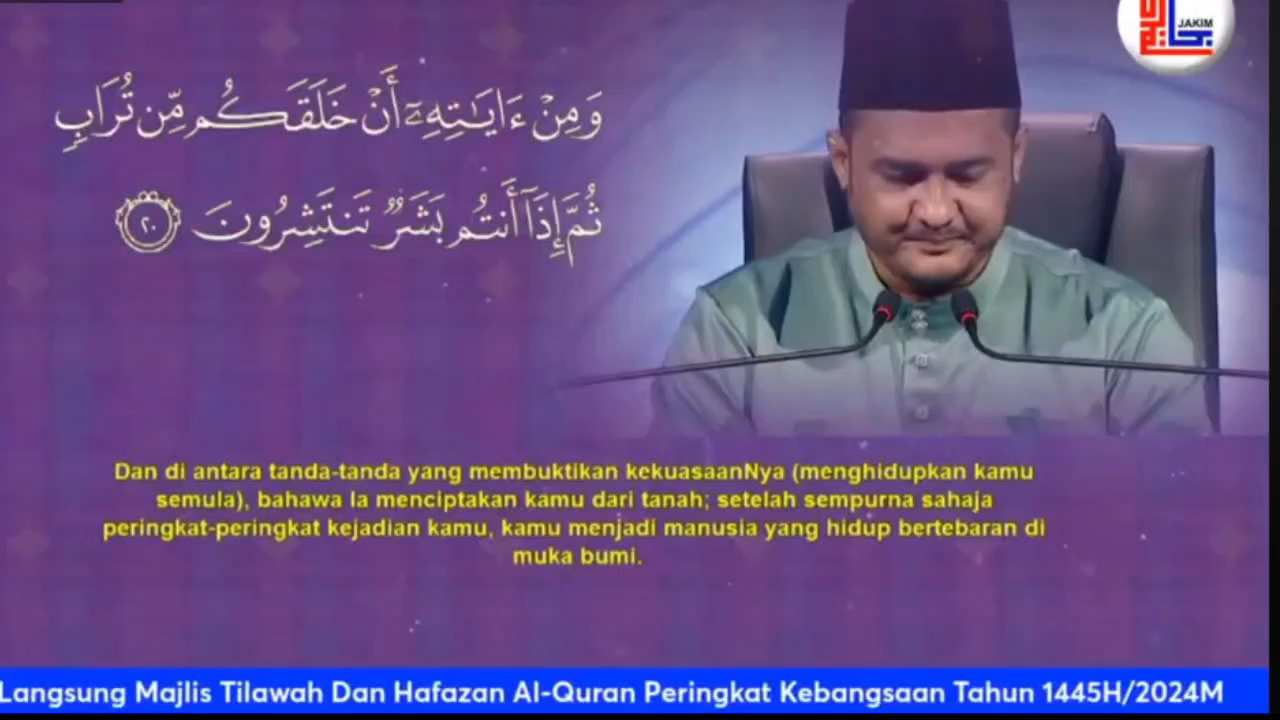 وَمِنْ ءَايَـٰتِهِۦٓ أَنْ خَلَقَكُم مِّن تُرَابٍ
ثُمَّ إِذَآ أَنتُم بَشَرٌ تَنتَشِرُونَ ٢٠
JAKIM
Dan di antara tanda-tanda yang membuktikan kekuasaanNya (menghidupkan kamu
semula), bahawa Ia menciptakan kamu dari tanah; setelah sempurna sahaja
peringkat-peringkat kejadian kamu, kamu menjadi manusia yang hidup bertebaran di
muka bumi.
Langsung Majlis Tilawah Dan Hafazan Al-Quran Peringkat Kebangsaan Tahun 1445H/2024M